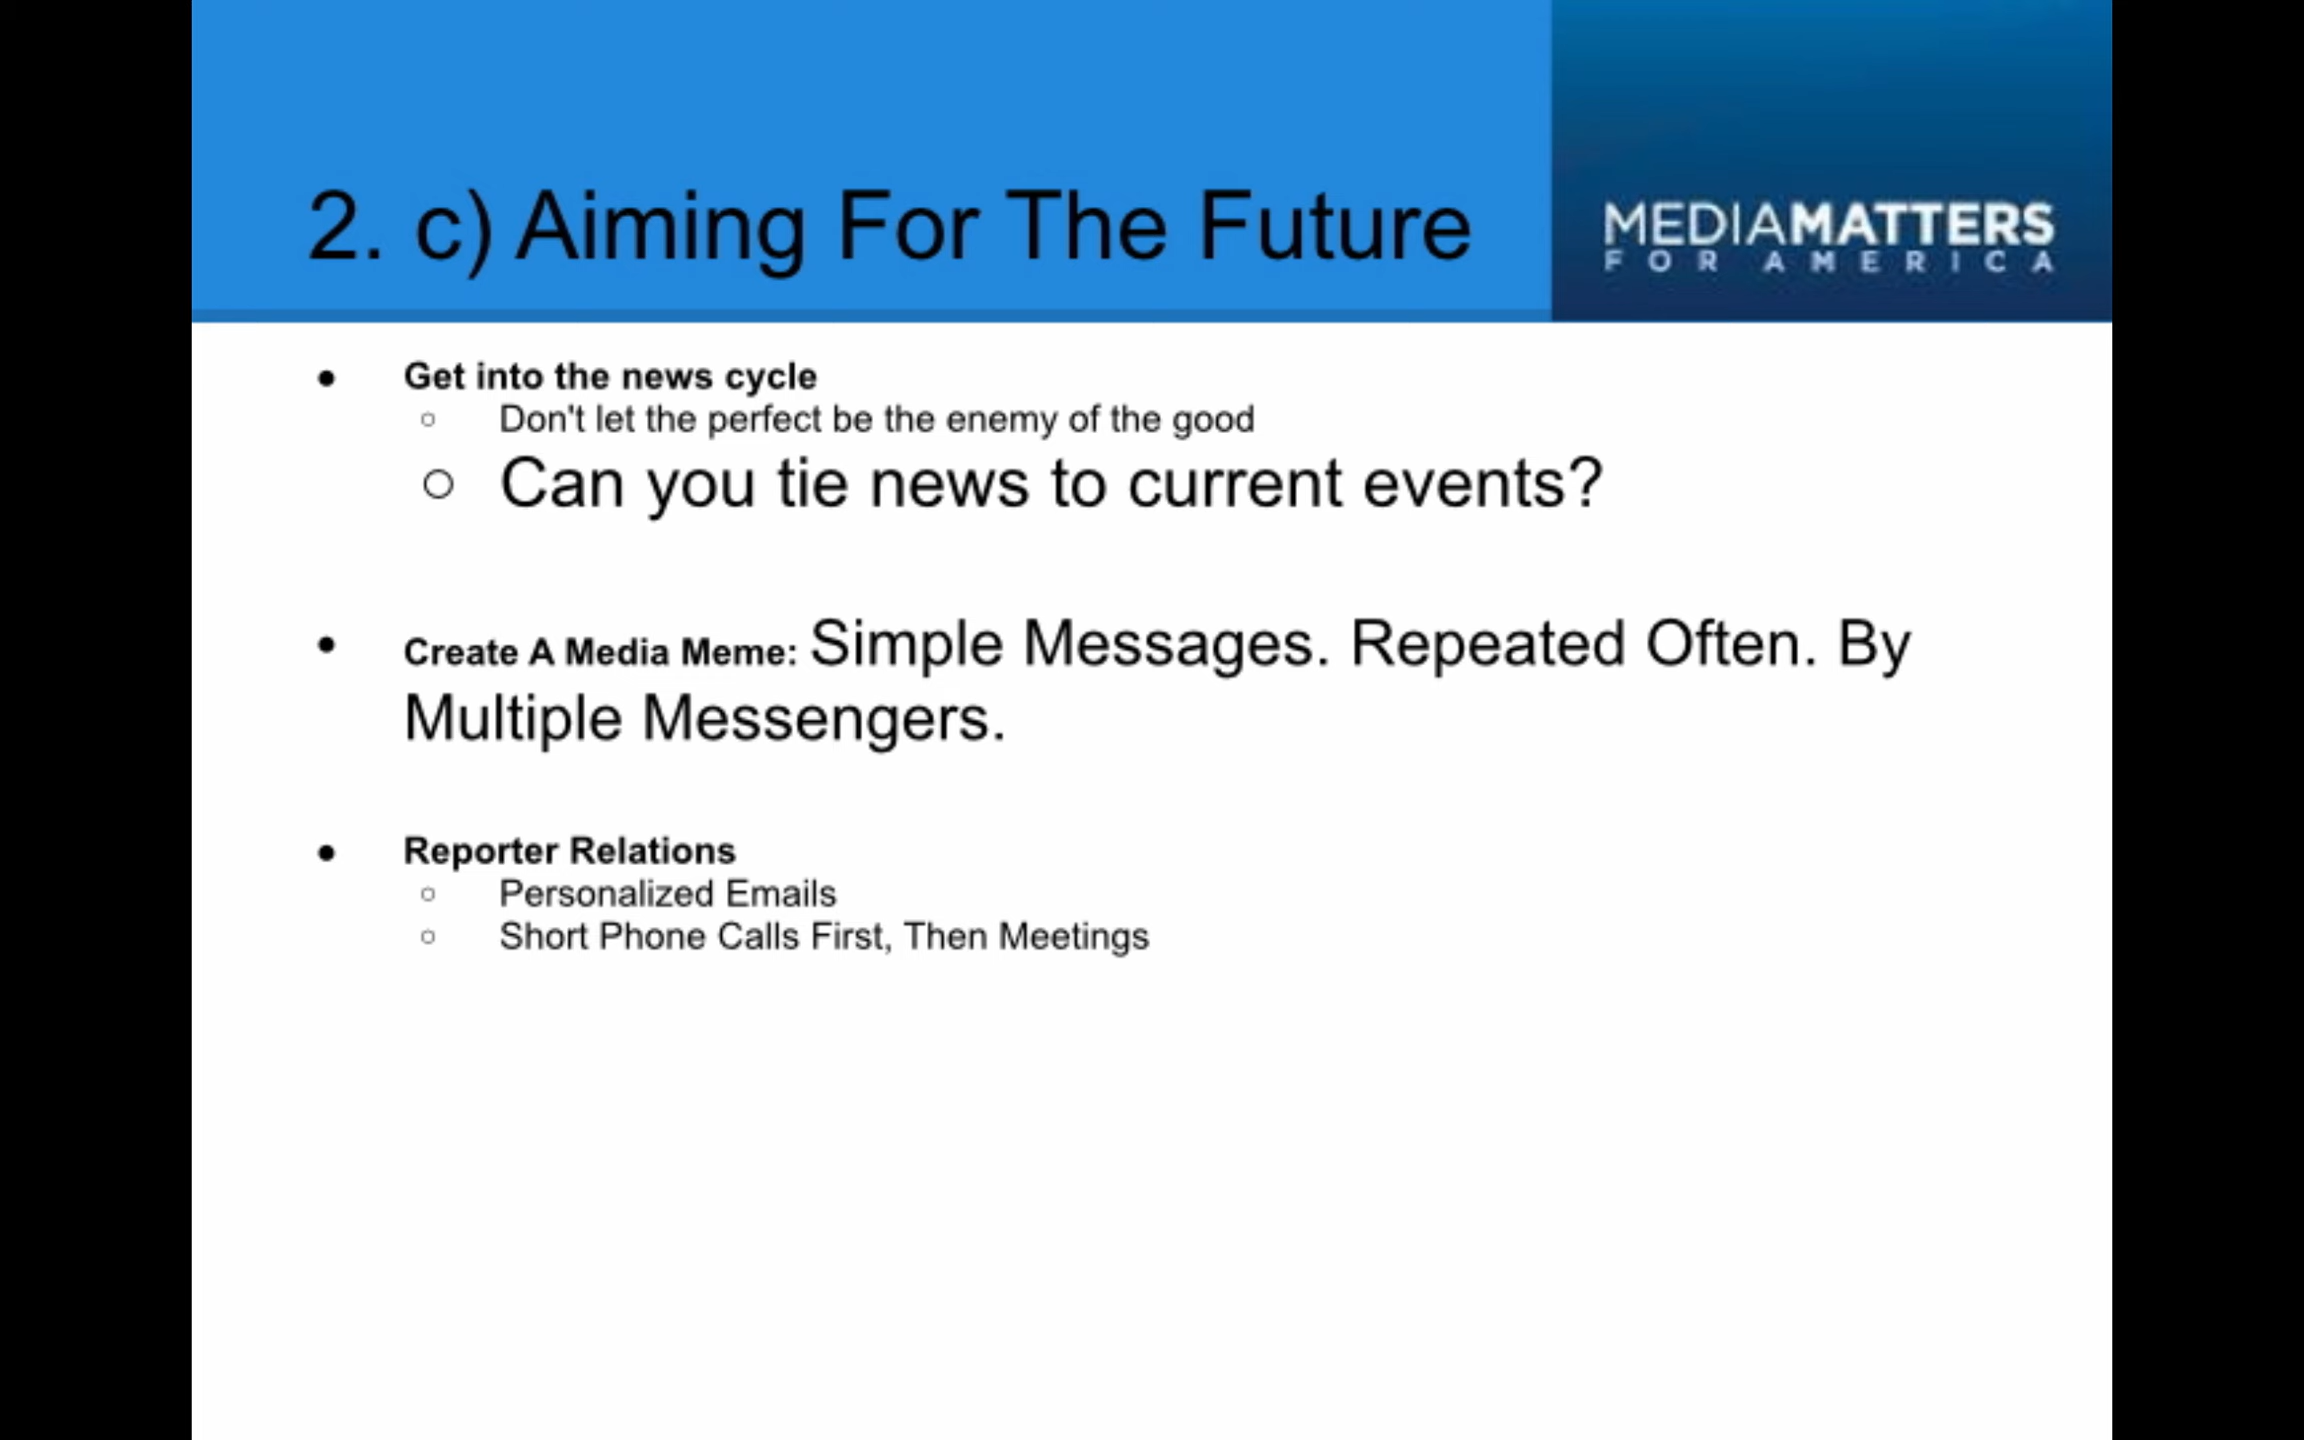 2. c) Aiming For The Future
MEDIAMATTERS
FOR AMERICA
● Get into the news cycle
○ Don't let the perfect be the enemy of the good
○ Can you tie news to current events?
● Create A Media Meme: Simple Messages. Repeated Often. By
Multiple Messengers.
● Reporter Relations
○ Personalized Emails
○ Short Phone Calls First, Then Meetings